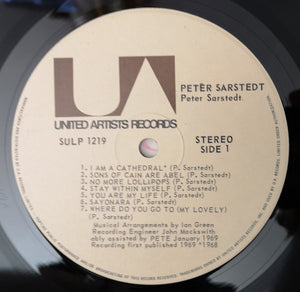 UA
UNITED ARTISTS RECORDS
SULP 1219
PETER SARSTEDT
Peter Sarstedt.
STEREO
SIDE 1
1. I AM A CATHEDRAL* (P. Sarstedt)
2. SONS OF CAIN ARE ABEL (P. Sarstedt)
3. NO MORE LOLLIPOPS (P. Sarstedt)
4. STAY WITHIN MYSELF (P. Sarstedt)
5. YOU ARE MY LIFE (P. Sarstedt)
6. SAYONARA (P. Sarstedt)
7. WHERE DO YOU GO TO (MY LOVELY)
(P. Sarstedt)
Musical Arrangements by Ian Green
Recording Engineer John Mackswith
ably assisted by PETE January 1969
Recording first published 1969 *1968